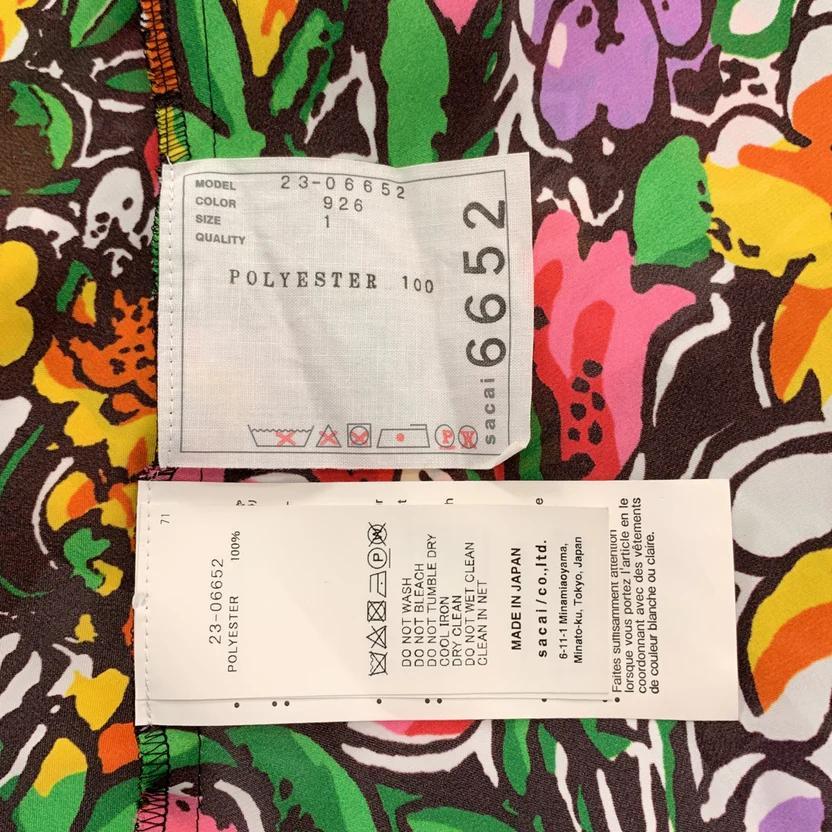 MODEL 23-06652
COLOR 926
SIZE 1
QUALITY
POLYESTER 100
sacai 6652
P
W
71
23-06652
POLYESTER 100%
P
W
DO NOT WASH
DO NOT BLEACH
DO NOT TUMBLE DRY
COOL IRON
DRY CLEAN
DO NOT WET CLEAN
CLEAN IN NET
MADE IN JAPAN
sacai/co.,ltd.
6-11-1 Minamiaoyama,
Minato-ku, Tokyo, Japan
Faites suffisamment attention
lorsque vous portez l'article en le
coordonnant avec des vêtements
de couleur blanche ou claire.